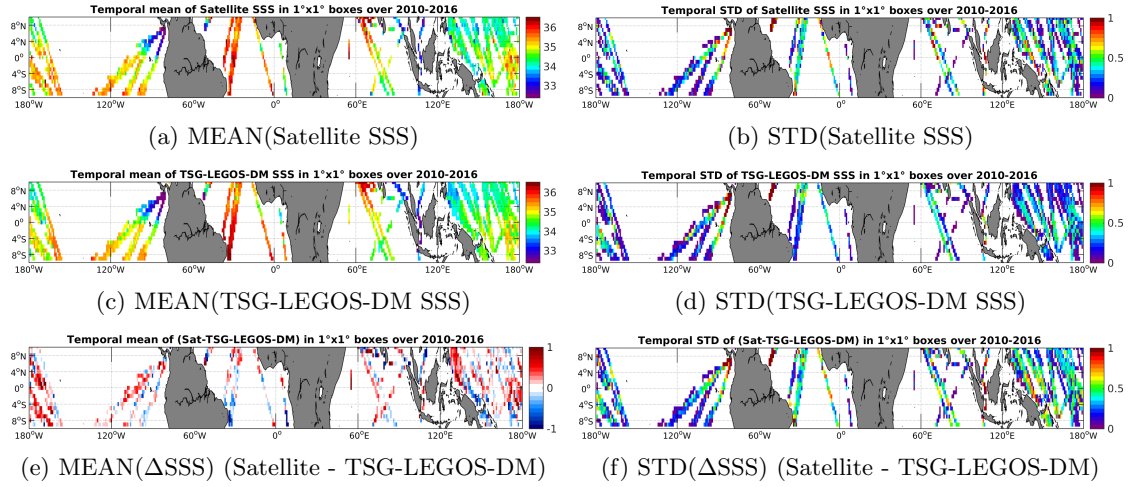 Temporal mean of Satellite SSS in 1°x1° boxes over 2010-2016
8°N
4°N
0°
4°S
8°S
180°W 120°W 60°W 0° 60°E 120°E 180°W
36
35
34
33
(a) MEAN(Satellite SSS)
Temporal STD of Satellite SSS in 1°x1° boxes over 2010-2016
8°N
4°N
0°
4°S
8°S
180°W 120°W 60°W 0° 60°E 120°E 180°W
1
0.5
0
(b) STD(Satellite SSS)
Temporal mean of TSG-LEGOS-DM SSS in 1°x1° boxes over 2010-2016
8°N
4°N
0°
4°S
8°S
180°W 120°W 60°W 0° 60°E 120°E 180°W
36
35
34
33
(c) MEAN(TSG-LEGOS-DM SSS)
Temporal STD of TSG-LEGOS-DM SSS in 1°x1° boxes over 2010-2016
8°N
4°N
0°
4°S
8°S
180°W 120°W 60°W 0° 60°E 120°E 180°W
1
0.5
0
(d) STD(TSG-LEGOS-DM SSS)
Temporal mean of (Sat-TSG-LEGOS-DM) in 1°x1° boxes over 2010-2016
8°N
4°N
0°
4°S
8°S
180°W 120°W 60°W 0° 60°E 120°E 180°W
1
0.5
0
-0.5
-1
(e) MEAN(ΔSSS) (Satellite - TSG-LEGOS-DM)
Temporal STD of (Sat-TSG-LEGOS-DM) in 1°x1° boxes over 2010-2016
8°N
4°N
0°
4°S
8°S
180°W 120°W 60°W 0° 60°E 120°E 180°W
1
0.5
0
(f) STD(ΔSSS) (Satellite - TSG-LEGOS-DM)